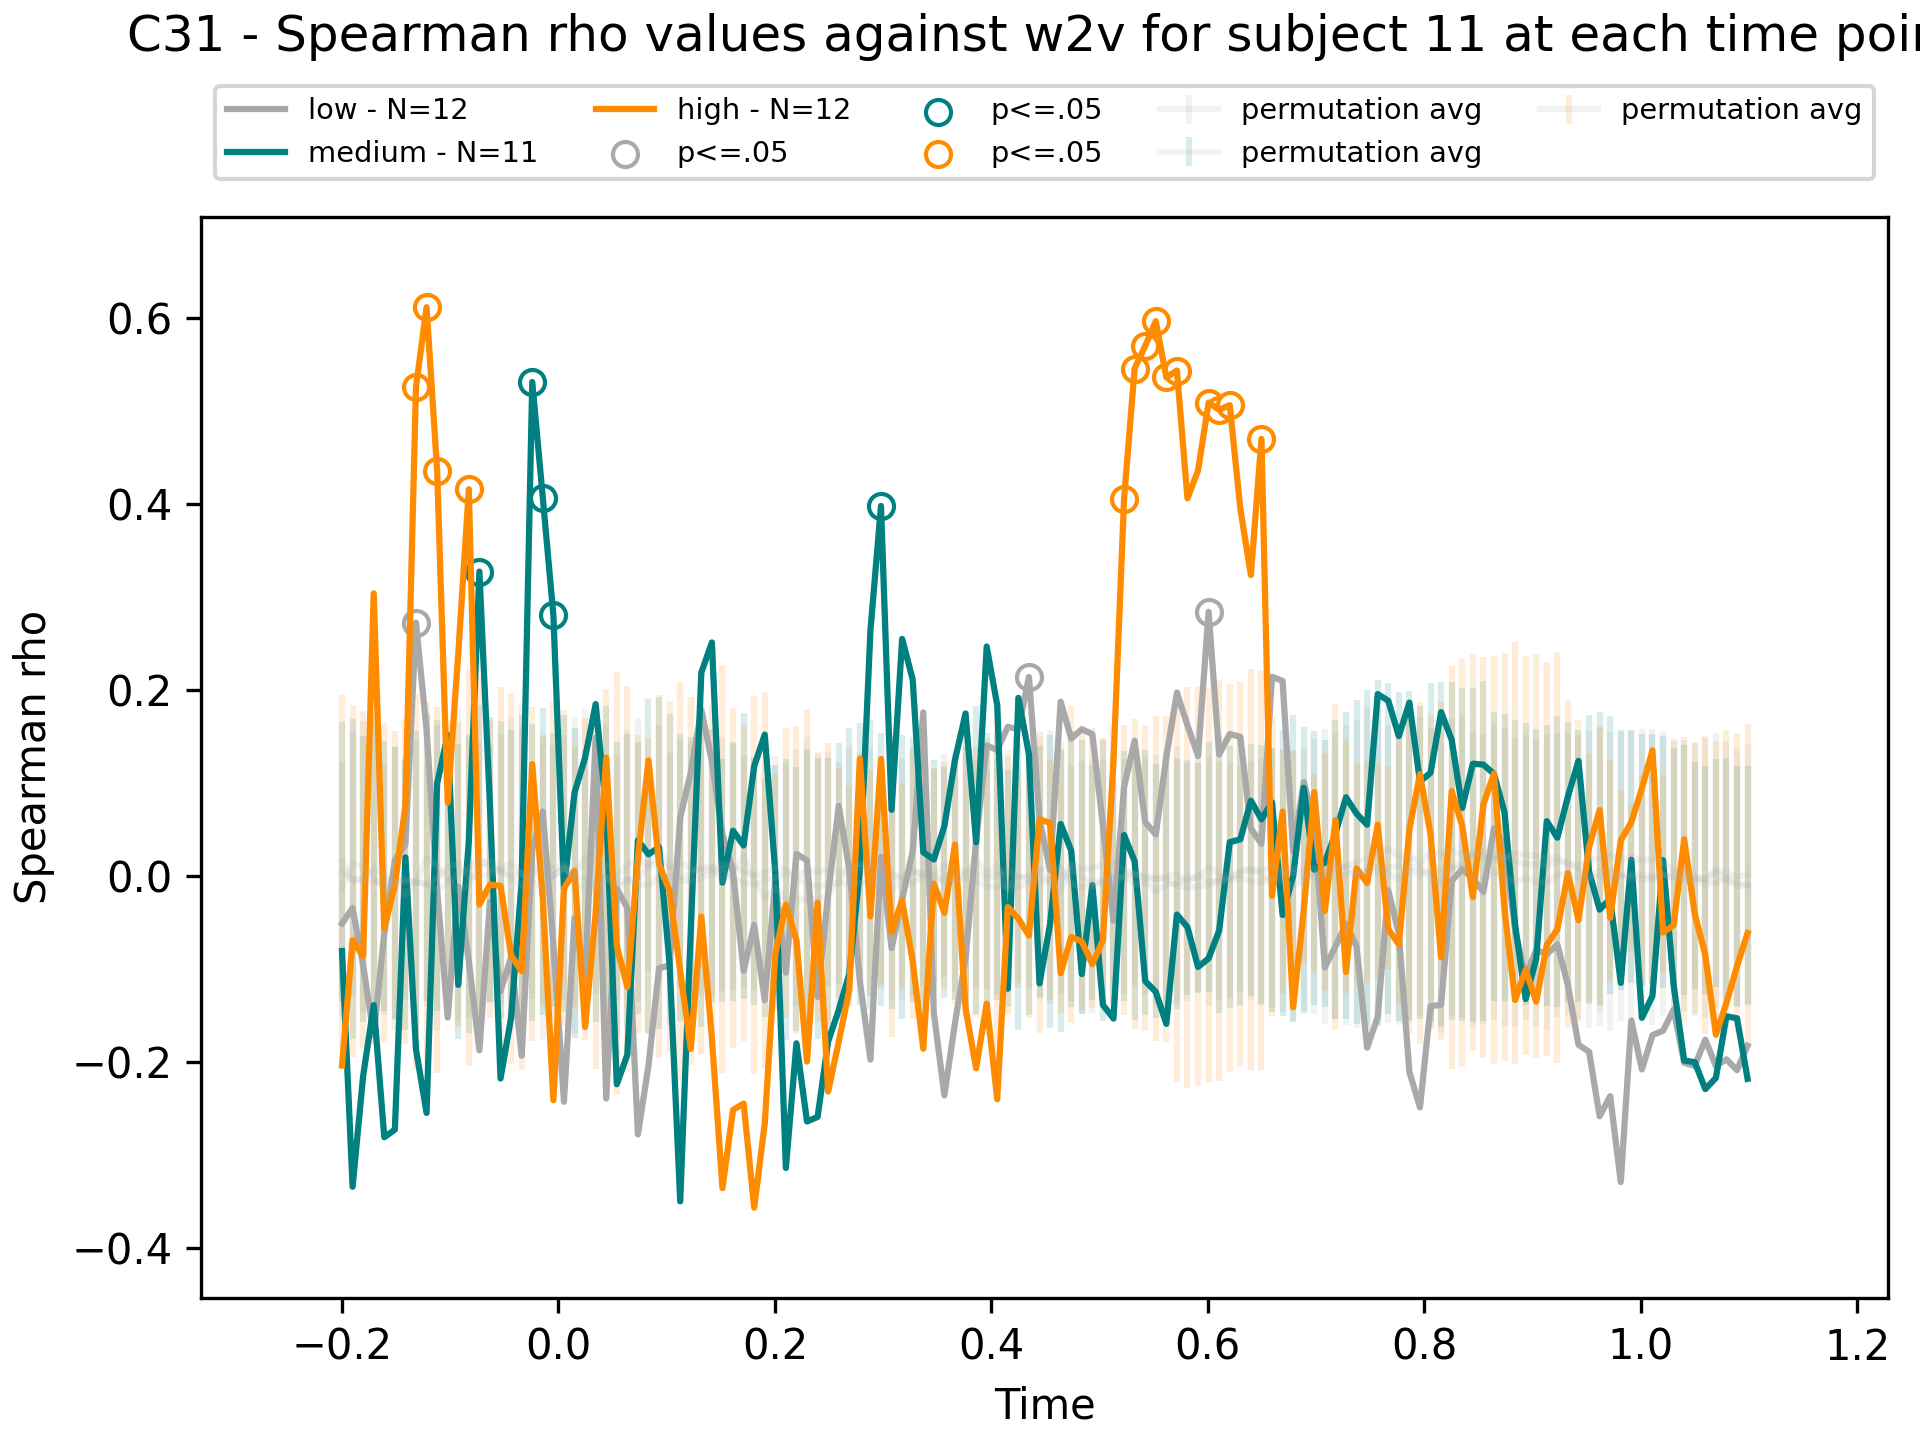 C31 - Spearman rho values against w2v for subject 11 at each time poi
low - N=12 high - N=12 p<=.05 permutation avg permutation avg
medium - N=11 p<=.05 p<=.05 permutation avg
0.6
0.4
0.2
0.0
−0.2
−0.4
Spearman rho
−0.2 0.0 0.2 0.4 0.6 0.8 1.0 1.2
Time